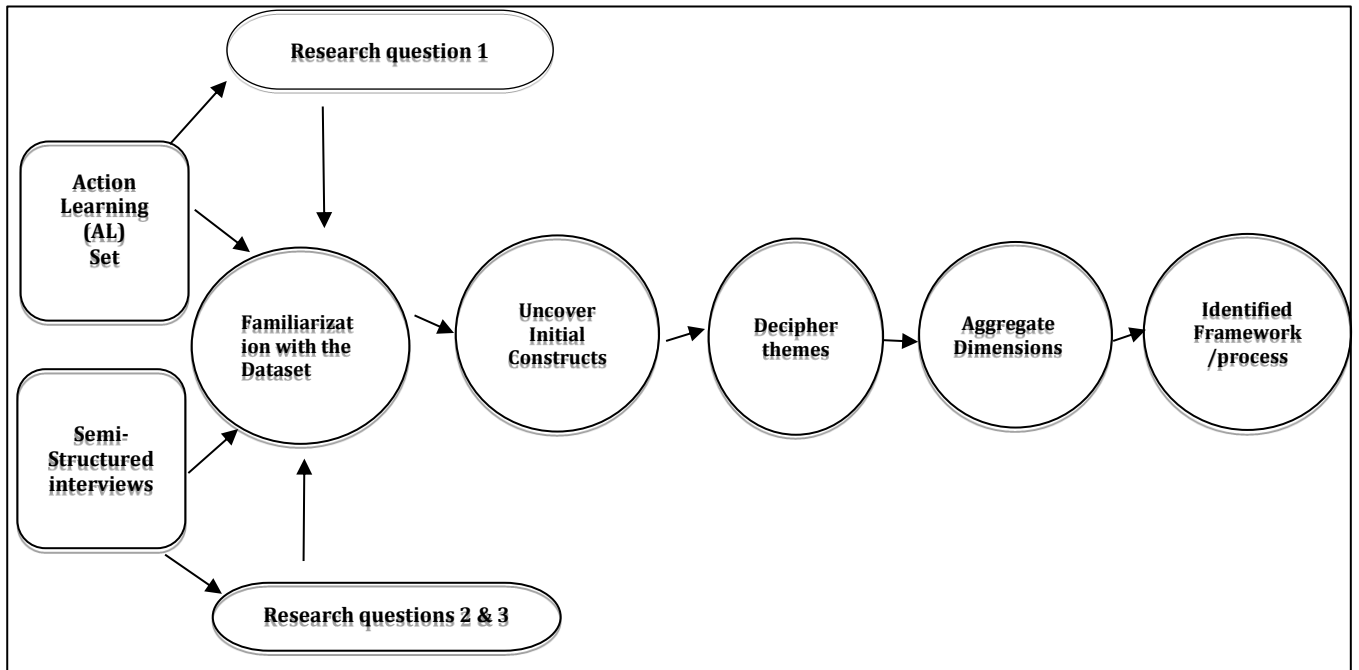 Research question 1
Action
Learning
(AL)
Set
Familiarizat
ion with the
Dataset
Uncover
Initial
Constructs
Decipher
themes
Aggregate
Dimensions
Identified
Framework
/process
Semi-
Structured
interviews
Research questions 2 & 3